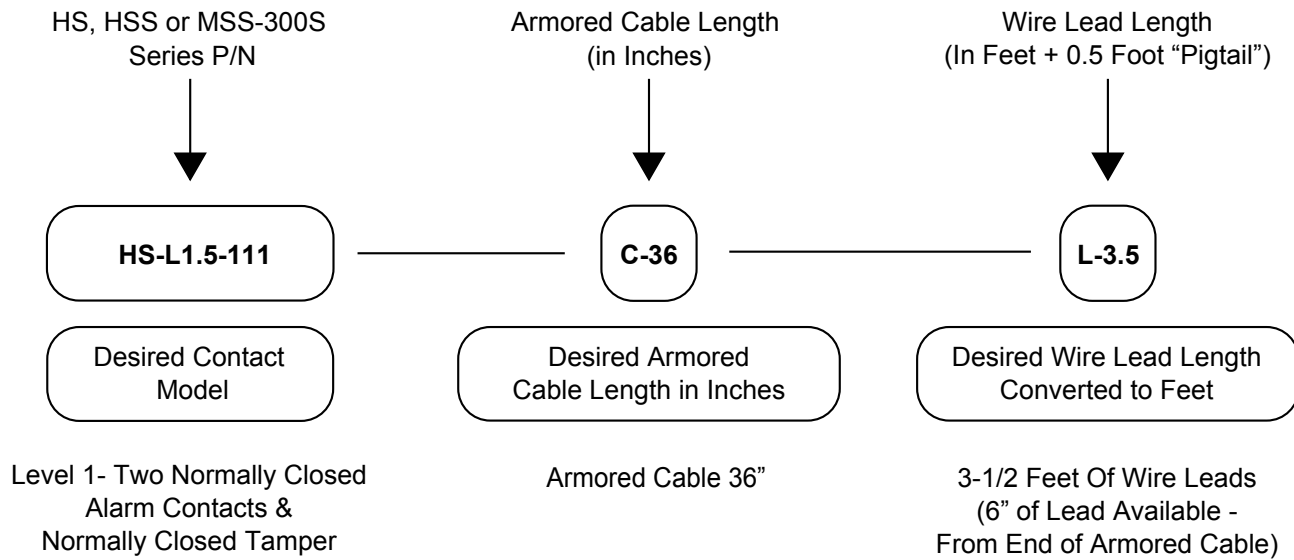 HS, HSS or MSS-300S
Series P/N
Armored Cable Length
(in Inches)
Wire Lead Length
(In Feet + 0.5 Foot “Pigtail”)
HS-L1.5-111
C-36
L-3.5
Desired Contact
Model
Desired Armored
Cable Length in Inches
Desired Wire Lead Length
Converted to Feet
Level 1- Two Normally Closed
Alarm Contacts &
Normally Closed Tamper
Armored Cable 36”
3-1/2 Feet Of Wire Leads
(6” of Lead Available -
From End of Armored Cable)